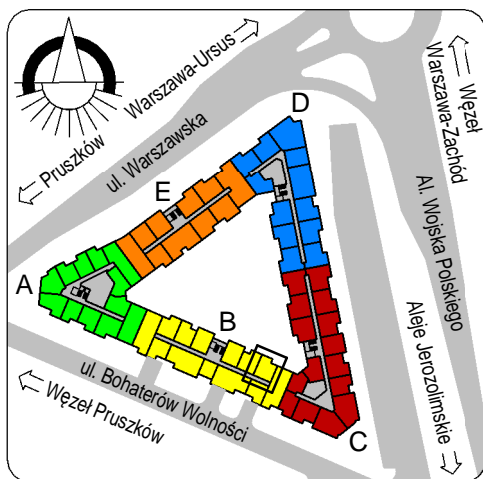 Warszawa-Ursus
Pruszków
ul. Warszawska
Węzeł
Warszawa-Zachód
D
E
Al. Wojska Polskiego
A
B
Aleje Jerozolimskie
ul. Bohaterów Wolności
Węzeł Pruszków
C